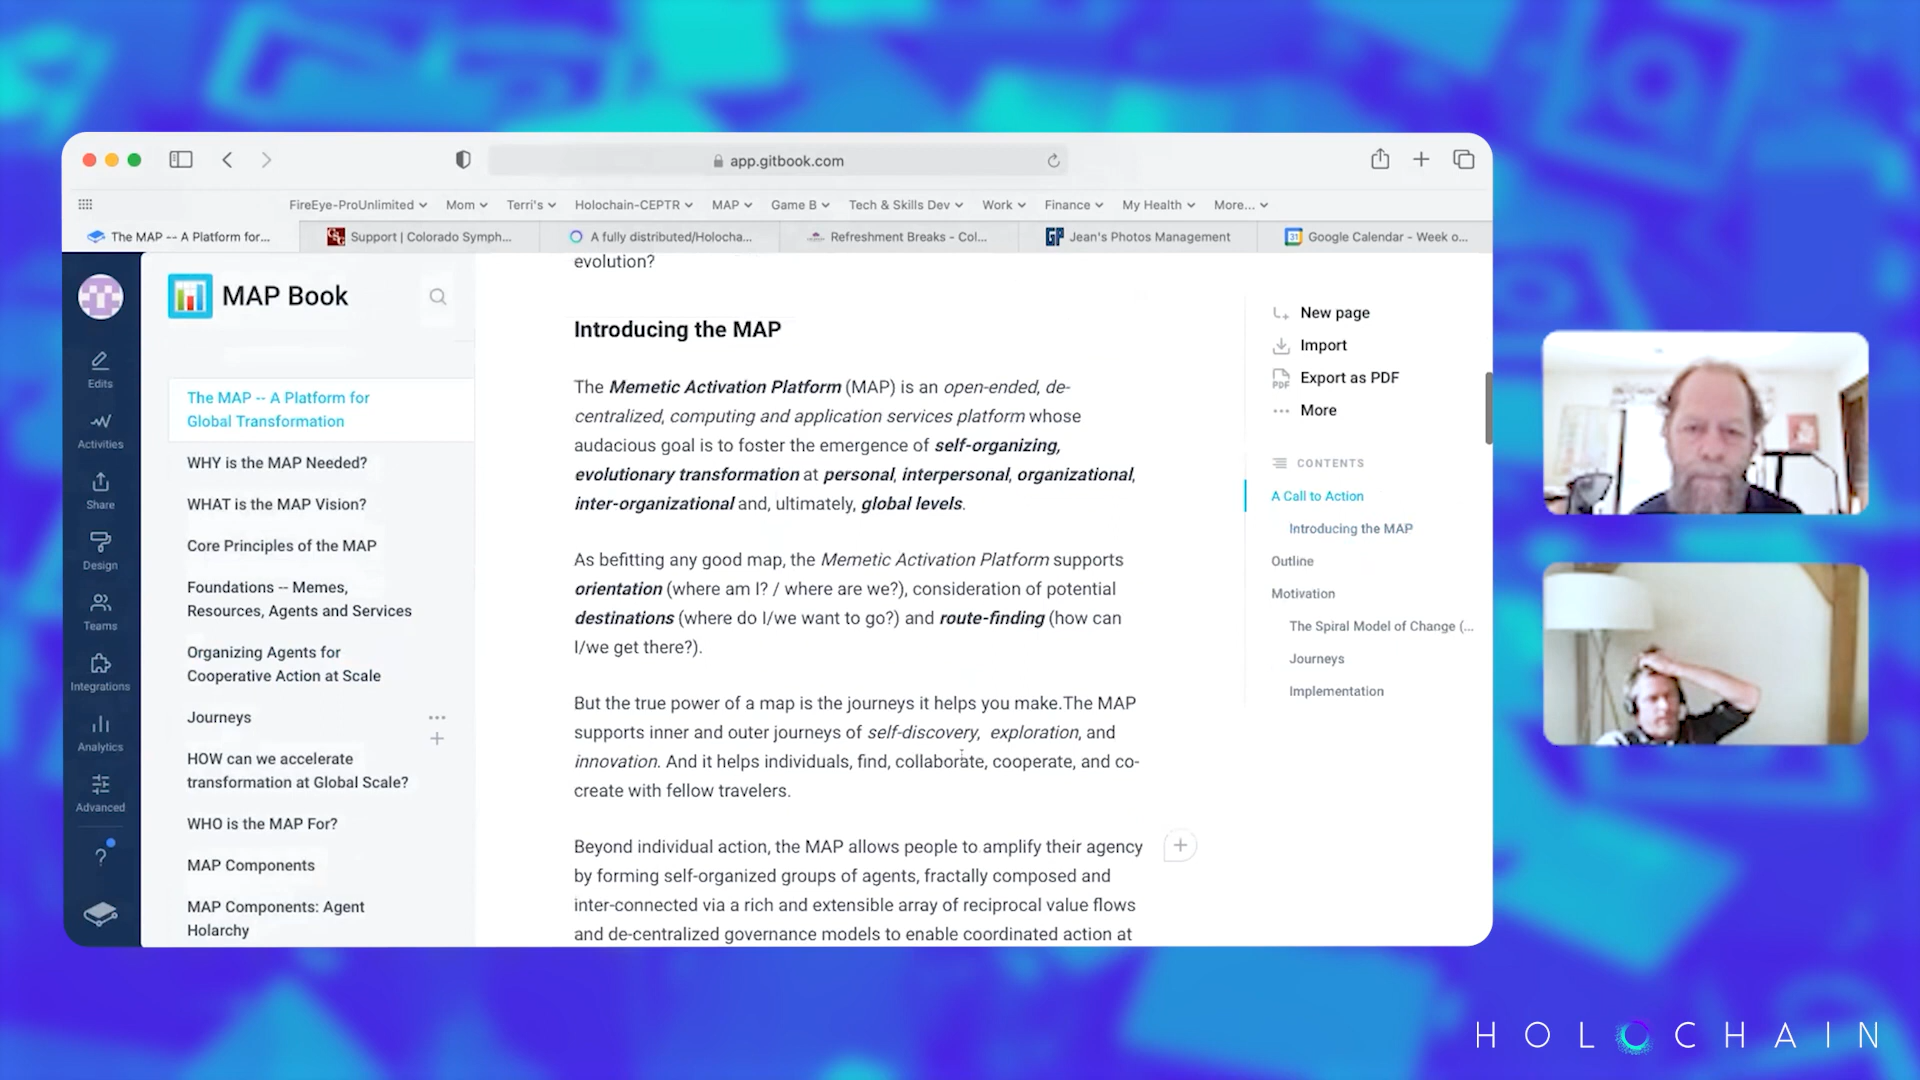 app.gitbook.com
FireEye-ProUnlimited Mom Terri's Holochain-CEPTR MAP Game B Tech & Skills Dev Work Finance My Health More...
The MAP -- A Platform for... Support | Colorado Symph... A fully distributed/Holocha... Refreshment Breaks - Col... Jean's Photos Management Google Calendar - Week o...
Edits
Activities
Share
Design
Teams
Integrations
Analytics
Advanced
?
MAP Book
The MAP -- A Platform for
Global Transformation
WHY is the MAP Needed?
WHAT is the MAP Vision?
Core Principles of the MAP
Foundations -- Memes,
Resources, Agents and Services
Organizing Agents for
Cooperative Action at Scale
Journeys
HOW can we accelerate
transformation at Global Scale?
WHO is the MAP For?
MAP Components
MAP Components: Agent
Holarchy
evolution?
Introducing the MAP
The Memetic Activation Platform (MAP) is an open-ended, de-
centralized, computing and application services platform whose
audacious goal is to foster the emergence of self-organizing,
evolutionary transformation at personal, interpersonal, organizational,
inter-organizational and, ultimately, global levels.
As befitting any good map, the Memetic Activation Platform supports
orientation (where am I? / where are we?), consideration of potential
destinations (where do I/we want to go?) and route-finding (how can
I/we get there?).
But the true power of a map is the journeys it helps you make.The MAP
supports inner and outer journeys of self-discovery, exploration, and
innovation. And it helps individuals, find, collaborate, cooperate, and co-
create with fellow travelers.
Beyond individual action, the MAP allows people to amplify their agency
by forming self-organized groups of agents, fractally composed and
inter-connected via a rich and extensible array of reciprocal value flows
and de-centralized governance models to enable coordinated action at
New page
Import
PDF
Export as PDF
More
CONTENTS
A Call to Action
Introducing the MAP
Outline
Motivation
The Spiral Model of Change (...
Journeys
Implementation
HOLOCHAIN